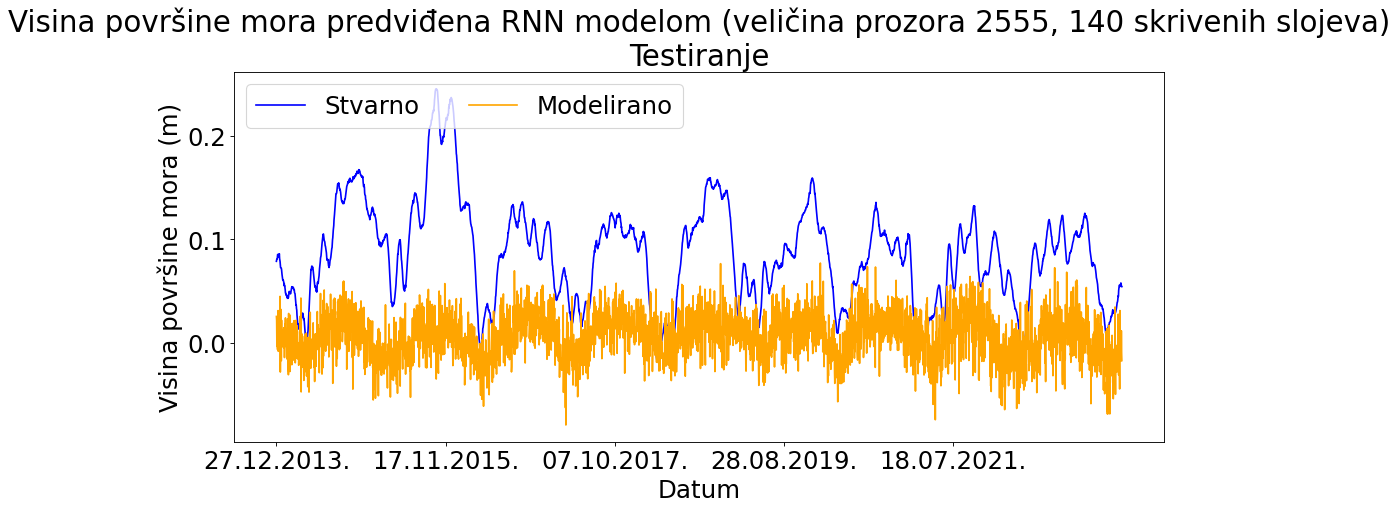 Visina površine mora predviđena RNN modelom (veličina prozora 2555, 140 skrivenih slojeva)
Testiranje
Stvarno
Modelirano
Visina površine mora (m)
0.2
0.1
0.0
27.12.2013.
17.11.2015.
07.10.2017.
28.08.2019.
18.07.2021.
Datum